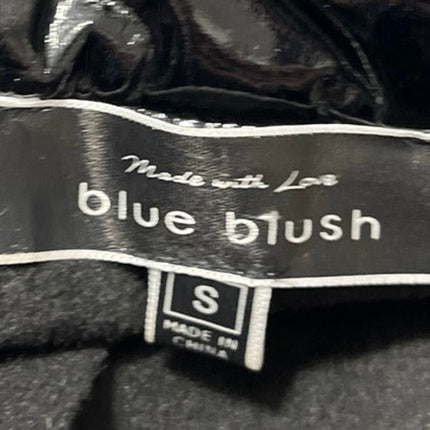 Made with Love
blue blush
S
MADE IN
CHINA